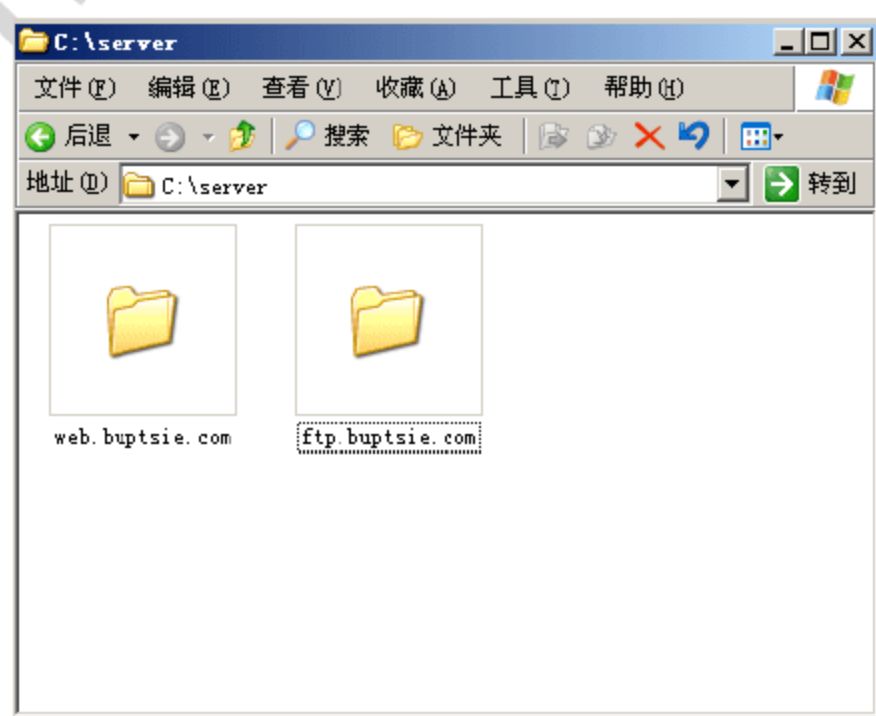 C:\server
文件(F) 编辑(E) 查看(V) 收藏(A) 工具(T) 帮助(H)
后退 搜索 文件夹
地址(D) C:\server 转到
web.buptsie.com ftp.buptsie.com